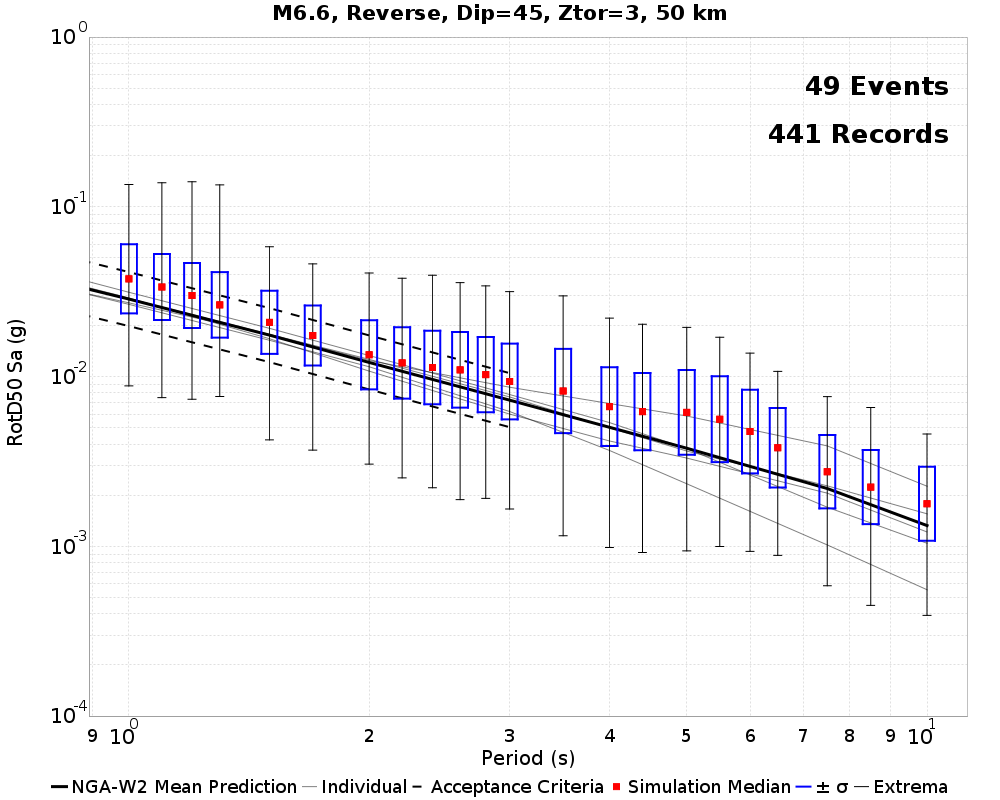 M6.6, Reverse, Dip=45, Ztor=3, 50 km
49 Events
441 Records
RotD50 Sa (g)
10^0
10^-1
10^-2
10^-3
10^-4
9 10^0 2 3 4 5 6 7 8 9 10^1
Period (s)
NGA-W2 Mean Prediction Individual Acceptance Criteria Simulation Median ± σ Extrema